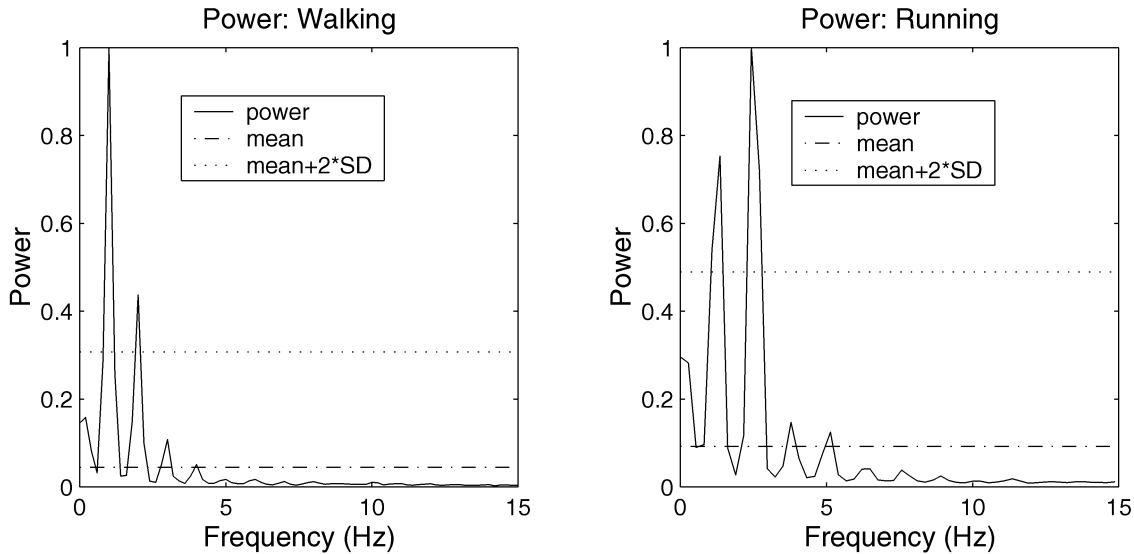 Power: Walking
1
0.8
0.6
0.4
0.2
0
Power
power
mean
mean+2*SD
0
5
10
15
Frequency (Hz)
Power: Running
1
0.8
0.6
0.4
0.2
0
Power
power
mean
mean+2*SD
0
5
10
15
Frequency (Hz)